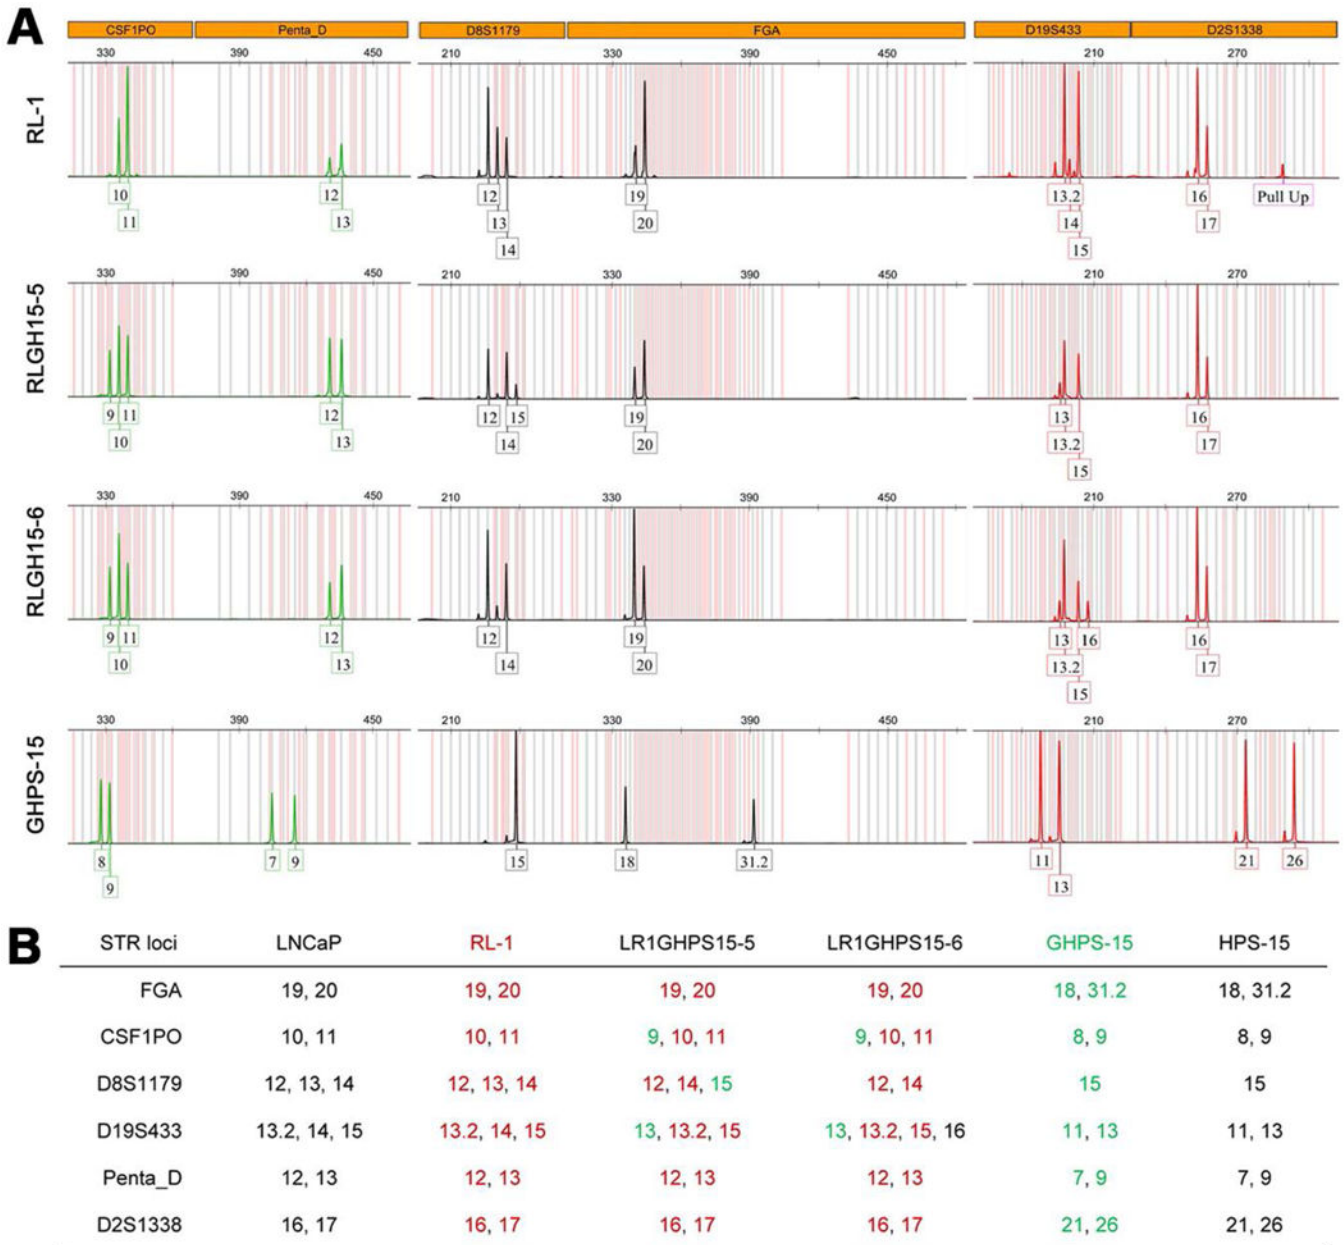 A
CSF1PO Penta_D D8S1179 FGA D19S433 D2S1338
330 390 450 210 330 390 450 210 270
RL-1
10 12 12 19 13.2 16 Pull Up
11 13 13 20 14 17
14 15
330 390 450 210 330 390 450 210 270
RLGH15-5
9 11 12 12 15 19 13 16
10 13 14 20 13.2 17
15
330 390 450 210 330 390 450 210 270
RLGH15-6
9 11 12 12 19 13 16 16
10 13 14 20 13.2 17
15
330 390 450 210 330 390 450 210 270
GHPS-15
8 7 9 15 18 31.2 11 21 26
9 13
B
STR loci LNCaP RL-1 LR1GHPS15-5 LR1GHPS15-6 GHPS-15 HPS-15
FGA 19, 20 19, 20 19, 20 19, 20 18, 31.2 18, 31.2
CSF1PO 10, 11 10, 11 9, 10, 11 9, 10, 11 8, 9 8, 9
D8S1179 12, 13, 14 12, 13, 14 12, 14, 15 12, 14 15 15
D19S433 13.2, 14, 15 13.2, 14, 15 13, 13.2, 15 13, 13.2, 15, 16 11, 13 11, 13
Penta_D 12, 13 12, 13 12, 13 12, 13 7, 9 7, 9
D2S1338 16, 17 16, 17 16, 17 16, 17 21, 26 21, 26